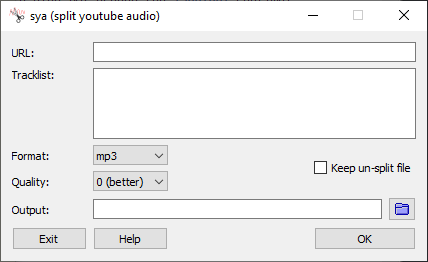 sya (split youtube audio)
URL:
Tracklist:
Format: mp3
Keep un-split file
Quality: 0 (better)
Output:
Exit Help OK